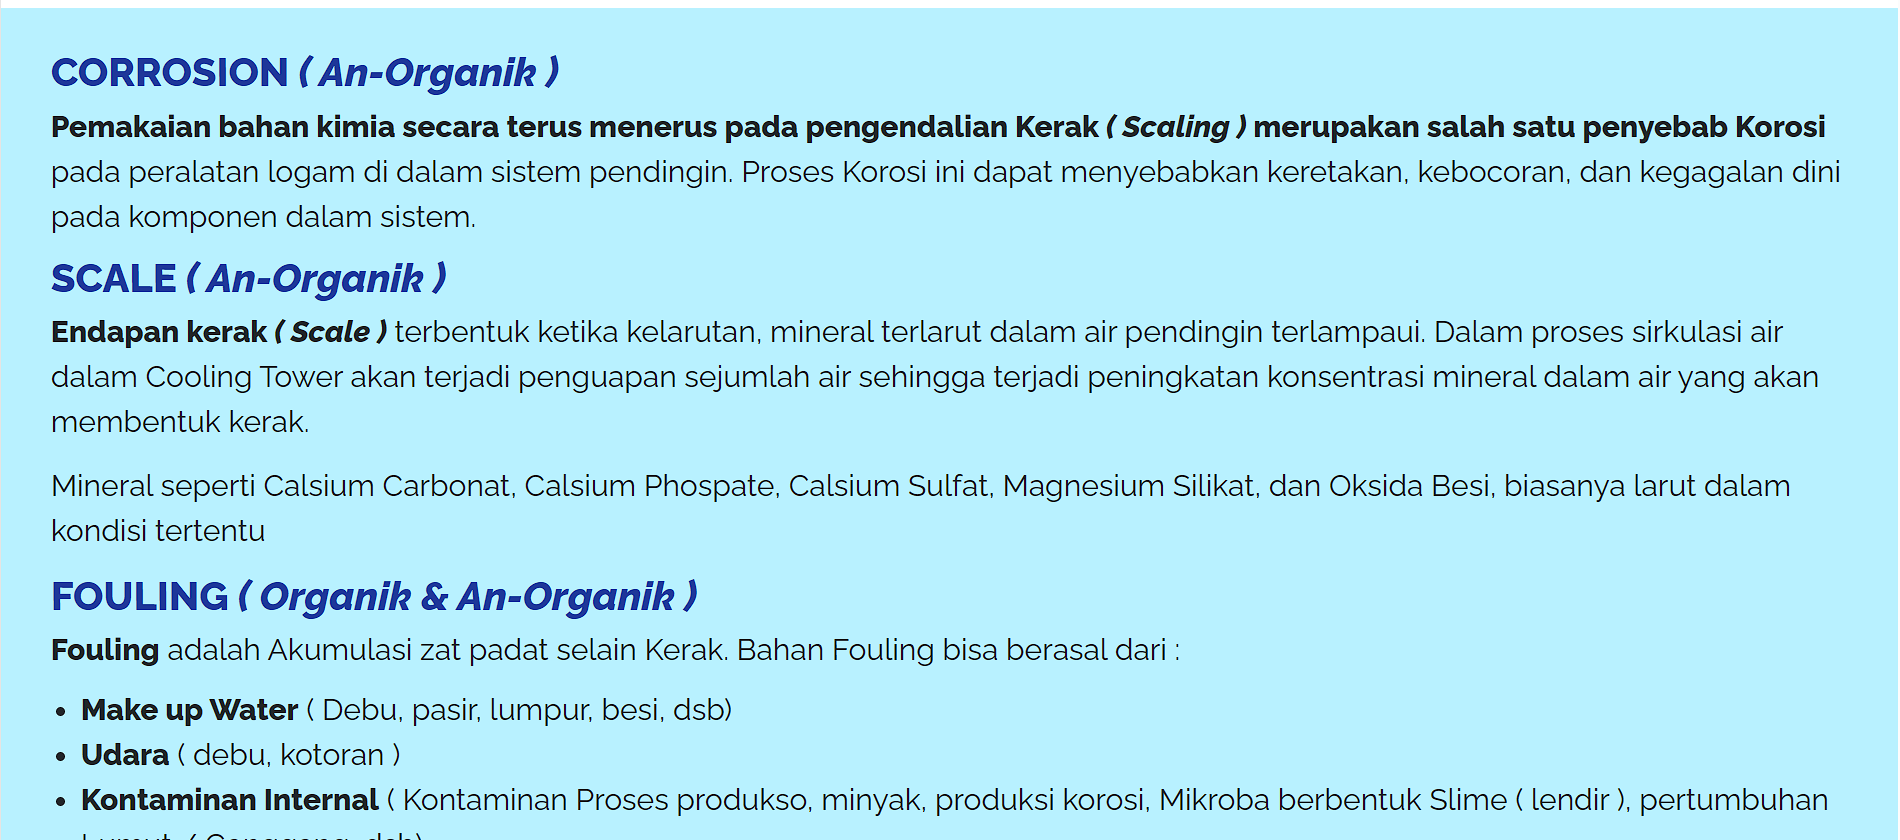 CORROSION ( An-Organik )
Pemakaian bahan kimia secara terus menerus pada pengendalian Kerak ( Scaling ) merupakan salah satu penyebab Korosi
pada peralatan logam di dalam sistem pendingin. Proses Korosi ini dapat menyebabkan keretakan, kebocoran, dan kegagalan dini
pada komponen dalam sistem.
SCALE ( An-Organik )
Endapan kerak ( Scale ) terbentuk ketika kelarutan, mineral terlarut dalam air pendingin terlampaui. Dalam proses sirkulasi air
dalam Cooling Tower akan terjadi penguapan sejumlah air sehingga terjadi peningkatan konsentrasi mineral dalam air yang akan
membentuk kerak.
Mineral seperti Calsium Carbonat, Calsium Phospate, Calsium Sulfat, Magnesium Silikat, dan Oksida Besi, biasanya larut dalam
kondisi tertentu
FOULING ( Organik & An-Organik )
Fouling adalah Akumulasi zat padat selain Kerak. Bahan Fouling bisa berasal dari :
• Make up Water ( Debu, pasir, lumpur, besi, dsb)
• Udara ( debu, kotoran )
• Kontaminan Internal ( Kontaminan Proses produkso, minyak, produksi korosi, Mikroba berbentuk Slime ( lendir ), pertumbuhan